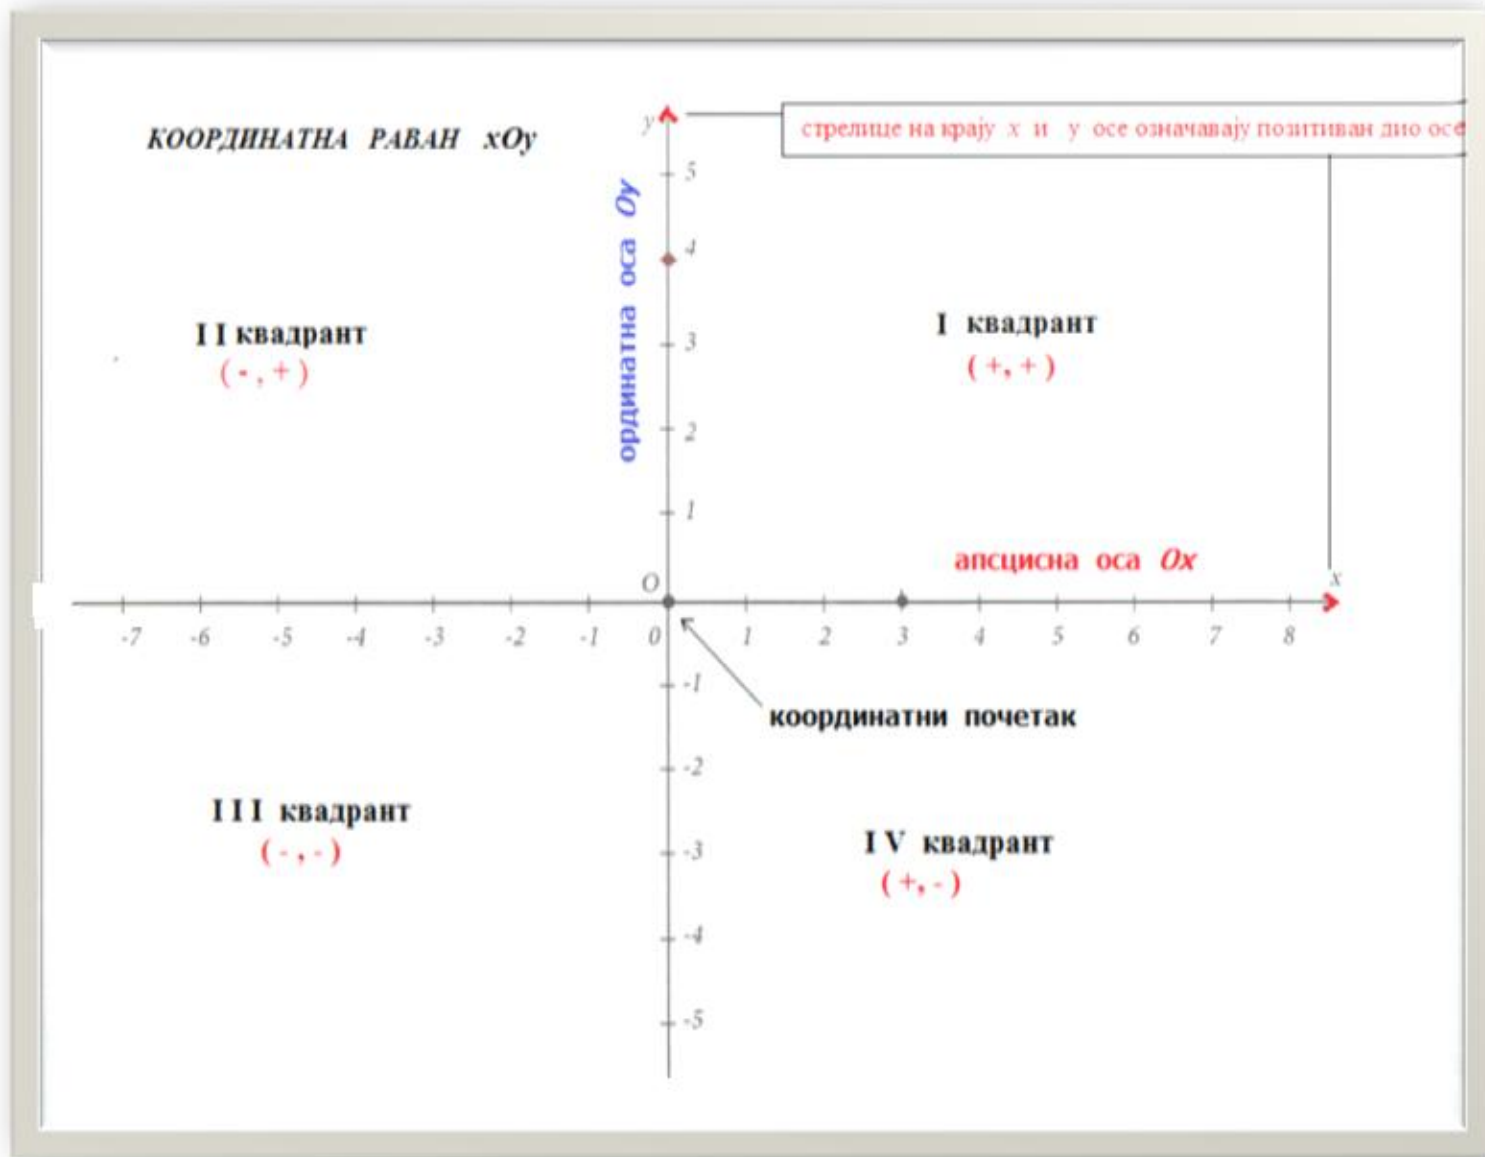 КООРДИНАТНА РАВАН xOy
y
стрелице на крају x и y осе означавају позитиван дио осе
5
ординатна оса Oy
4
II квадрант
(-,+)
I квадрант
(+,+)
3
2
1
апсцисна оса Ox
O
x
-7 -6 -5 -4 -3 -2 -1 0 1 2 3 4 5 6 7 8
-1
координатни почетак
-2
III квадрант
(-,-)
IV квадрант
(+,-)
-3
-4
-5